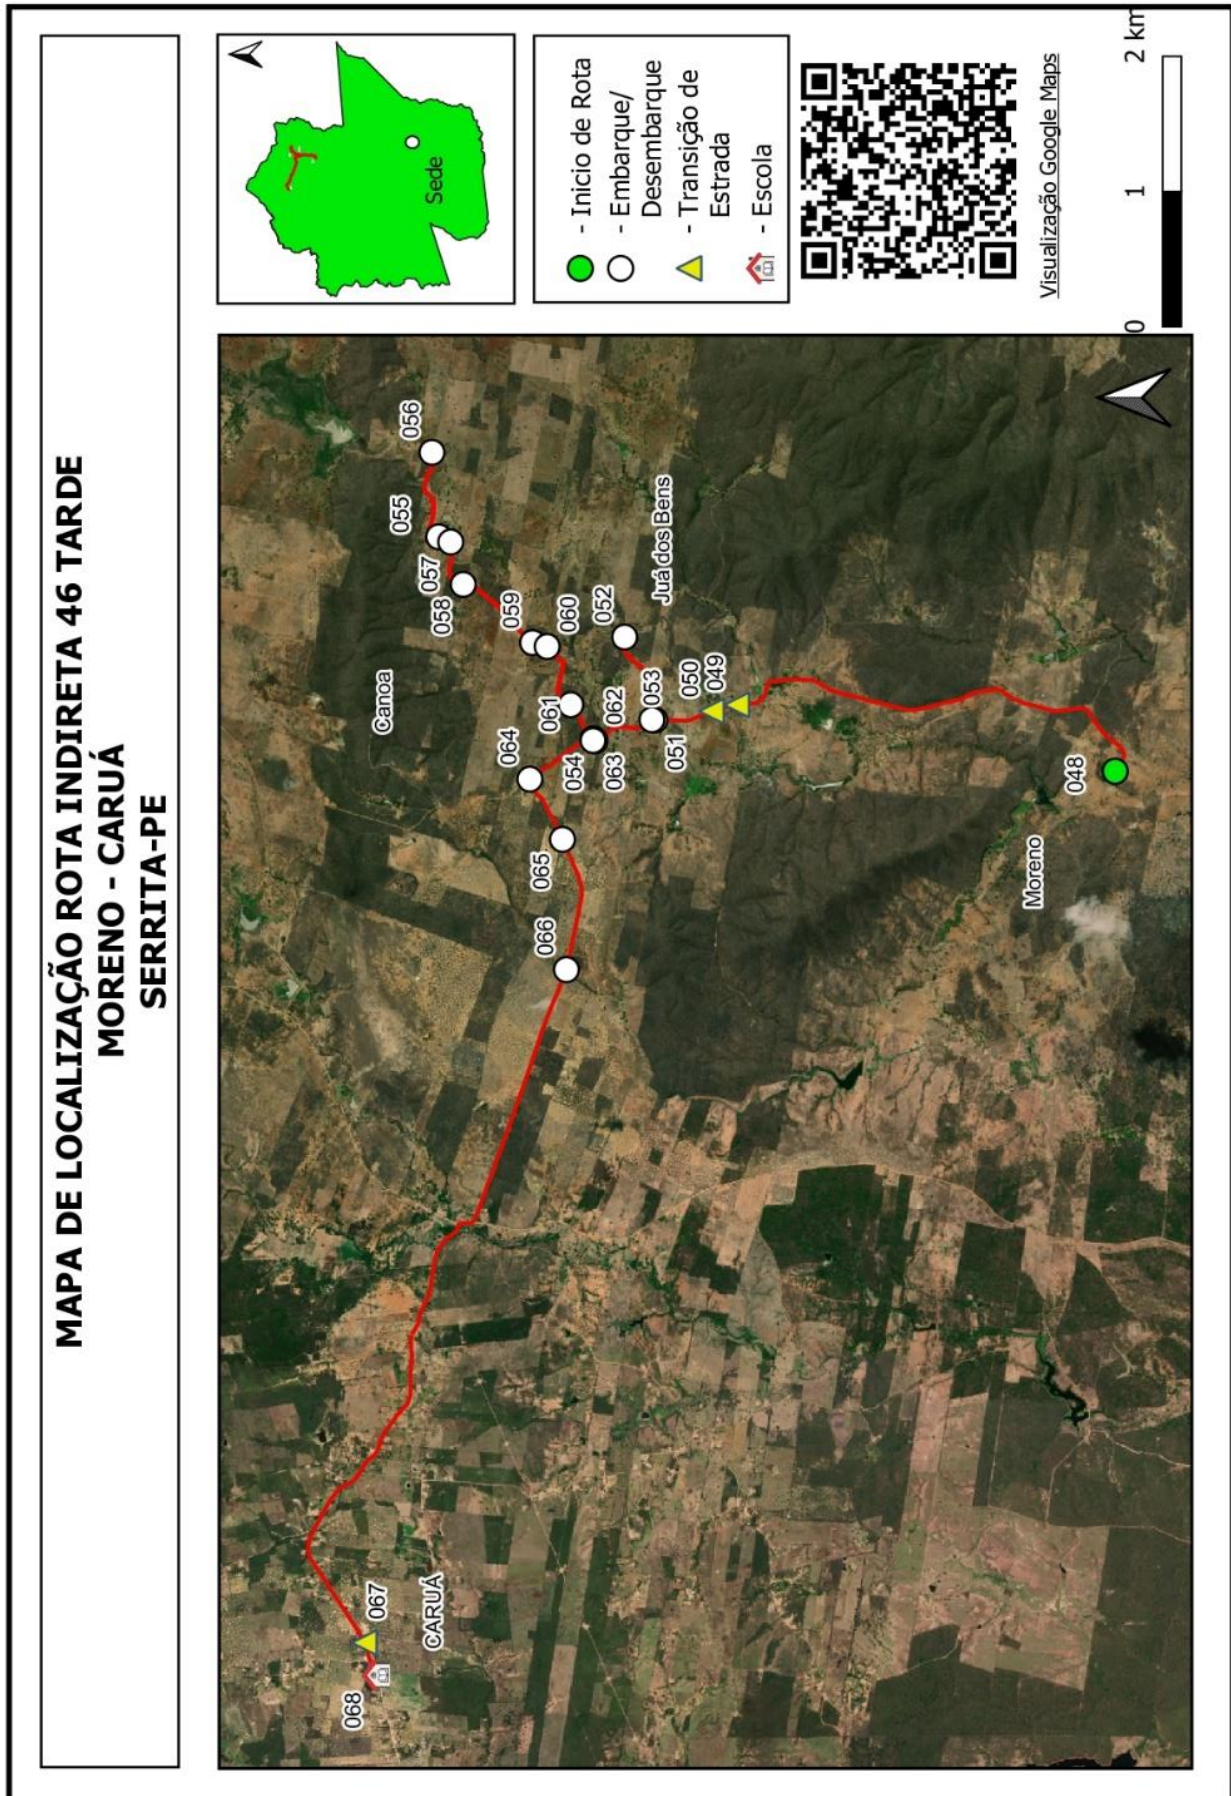 MAPA DE LOCALIZAÇÃO ROTA INDIRETA 46 TARDE
MORENO - CARUÁ
SERRITA-PE
Sede
- Inicio de Rota
- Embarque/
Desembarque
- Transição de
Estrada
- Escola
Visualização Google Maps
0 1 2 km
056
055
057
058
059
060
052
Juá dos Bens
Canoa
061
062
053
050
049
064
054
063
051
048
065
066
Moreno
067
CARUÁ
068